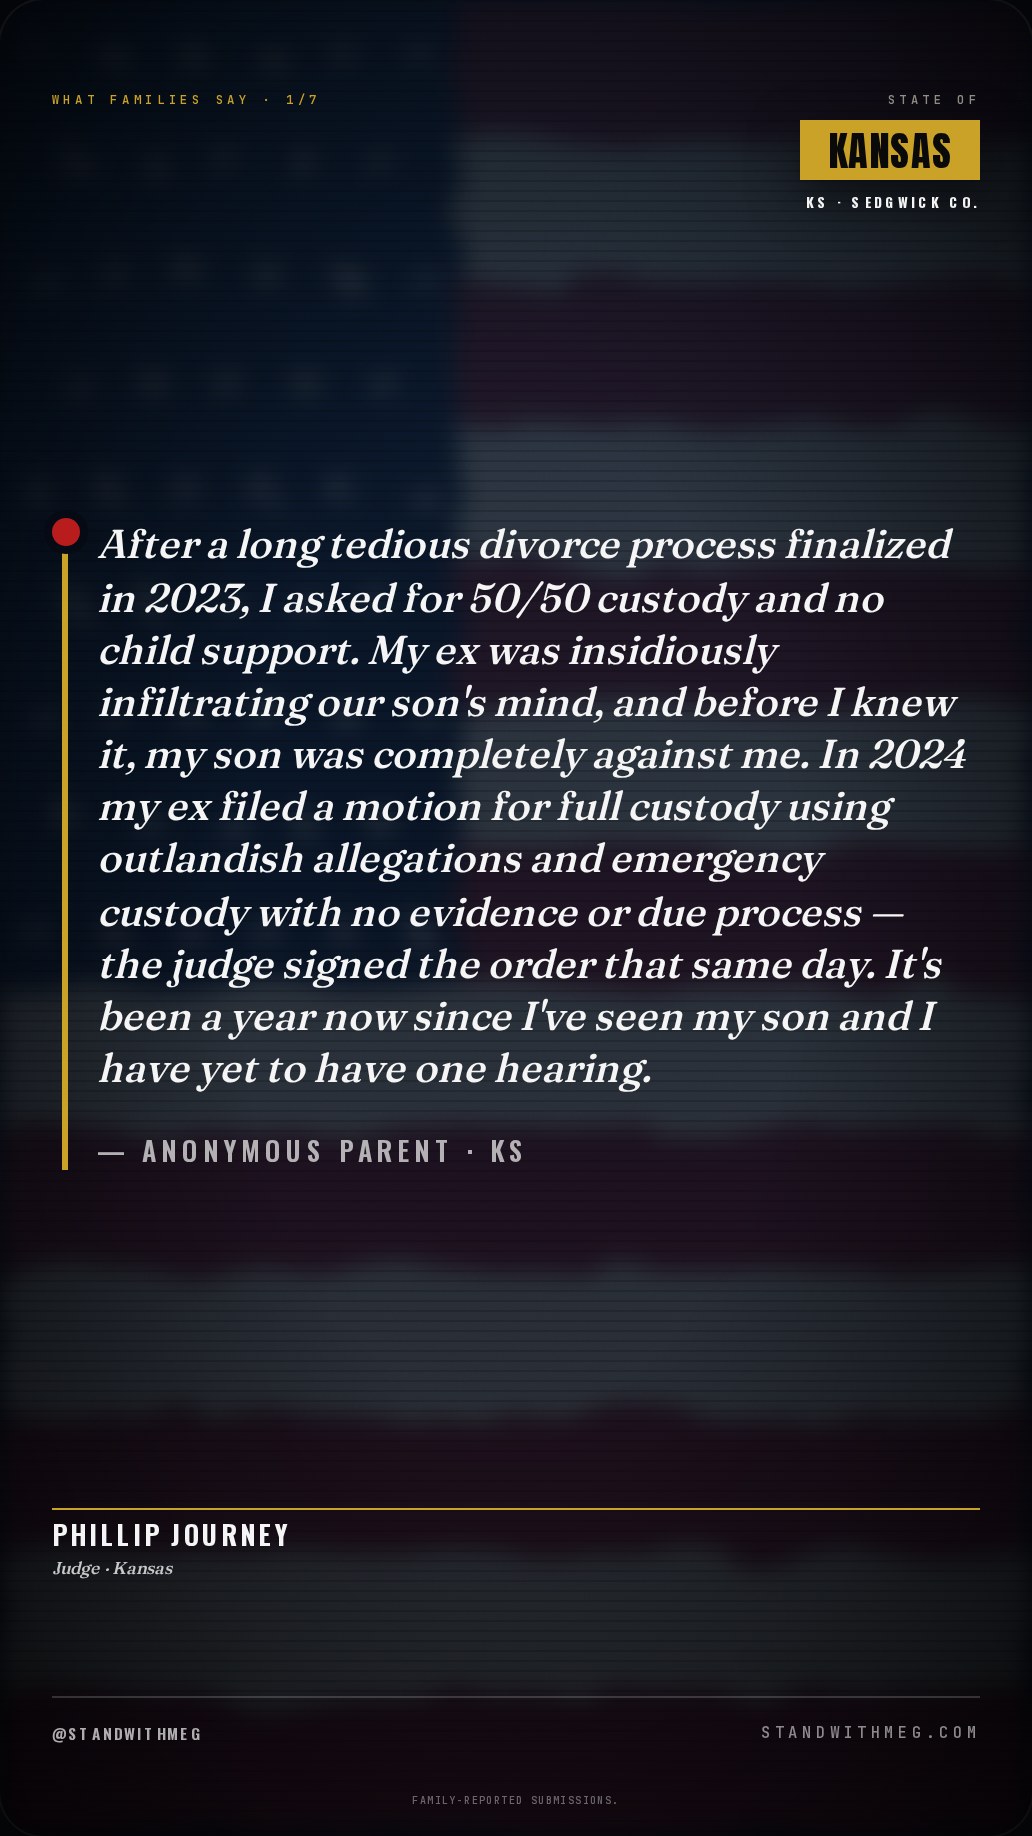 WHAT FAMILIES SAY · 1/7
STATE OF
KANSAS
KS · SEDGWICK CO.
After a long tedious divorce process finalized
in 2023, I asked for 50/50 custody and no
child support. My ex was insidiously
infiltrating our son's mind, and before I knew
it, my son was completely against me. In 2024
my ex filed a motion for full custody using
outlandish allegations and emergency
custody with no evidence or due process —
the judge signed the order that same day. It's
been a year now since I've seen my son and I
have yet to have one hearing.
— ANONYMOUS PARENT · KS
PHILLIP JOURNEY
Judge · Kansas
@STANDWITHMEG
STANDWITHMEG.COM
FAMILY-REPORTED SUBMISSIONS.